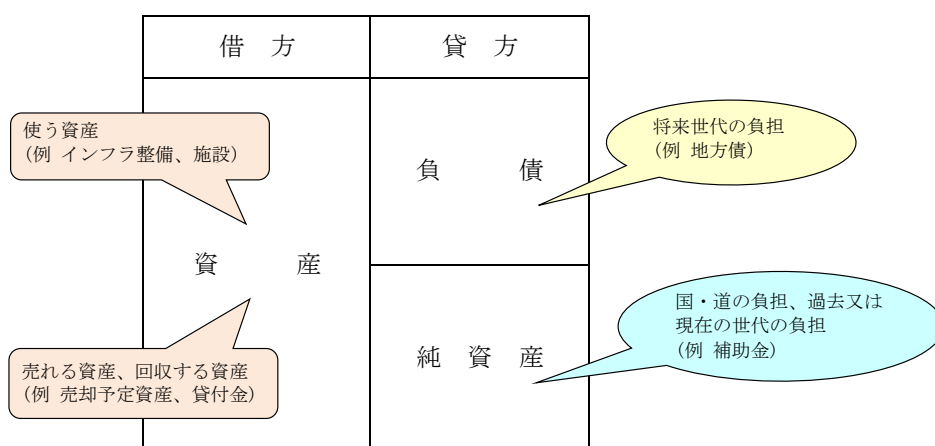 借 方
貸 方
使う資産
(例 インフラ整備、施設)
資 産
売れる資産、回収する資産
(例 売却予定資産、貸付金)
負 債
将来世代の負担
(例 地方債)
純 資 産
国・道の負担、過去又は
現在の世代の負担
(例 補助金)